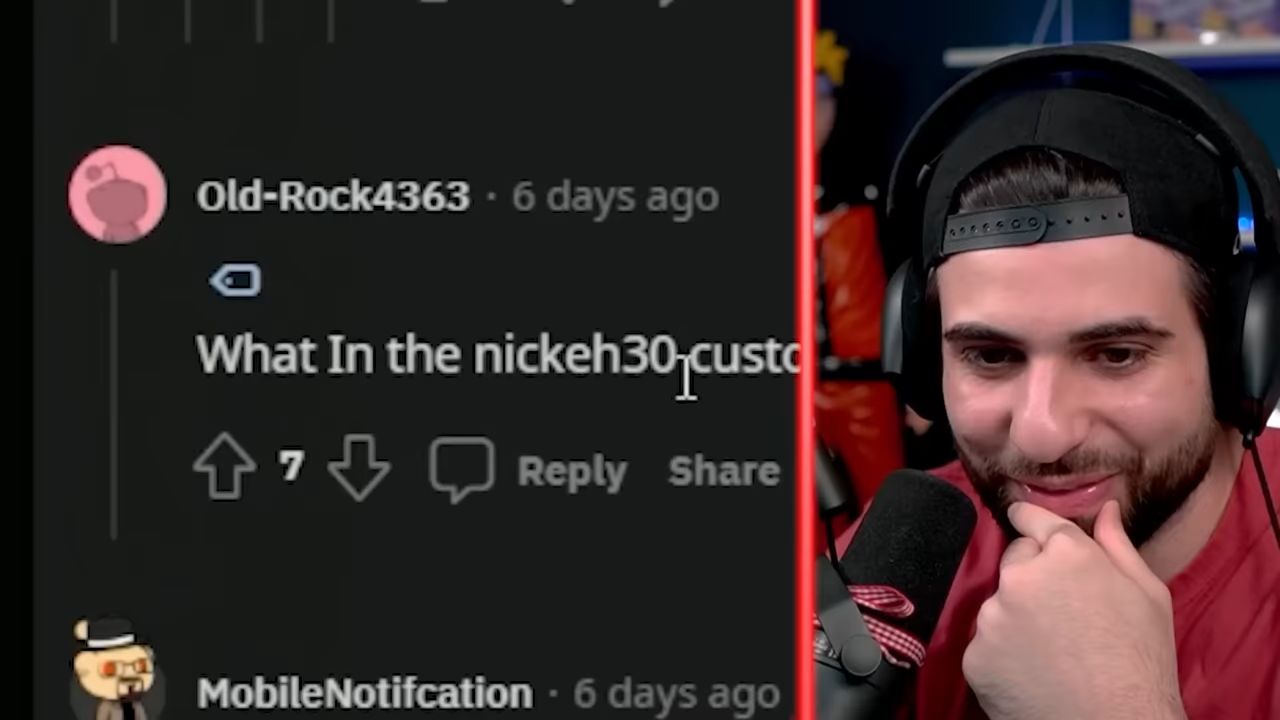 Old-Rock4363 · 6 days ago
What In the nickeh30 custo
7
Reply
Share
MobileNotifcation · 6 days ago